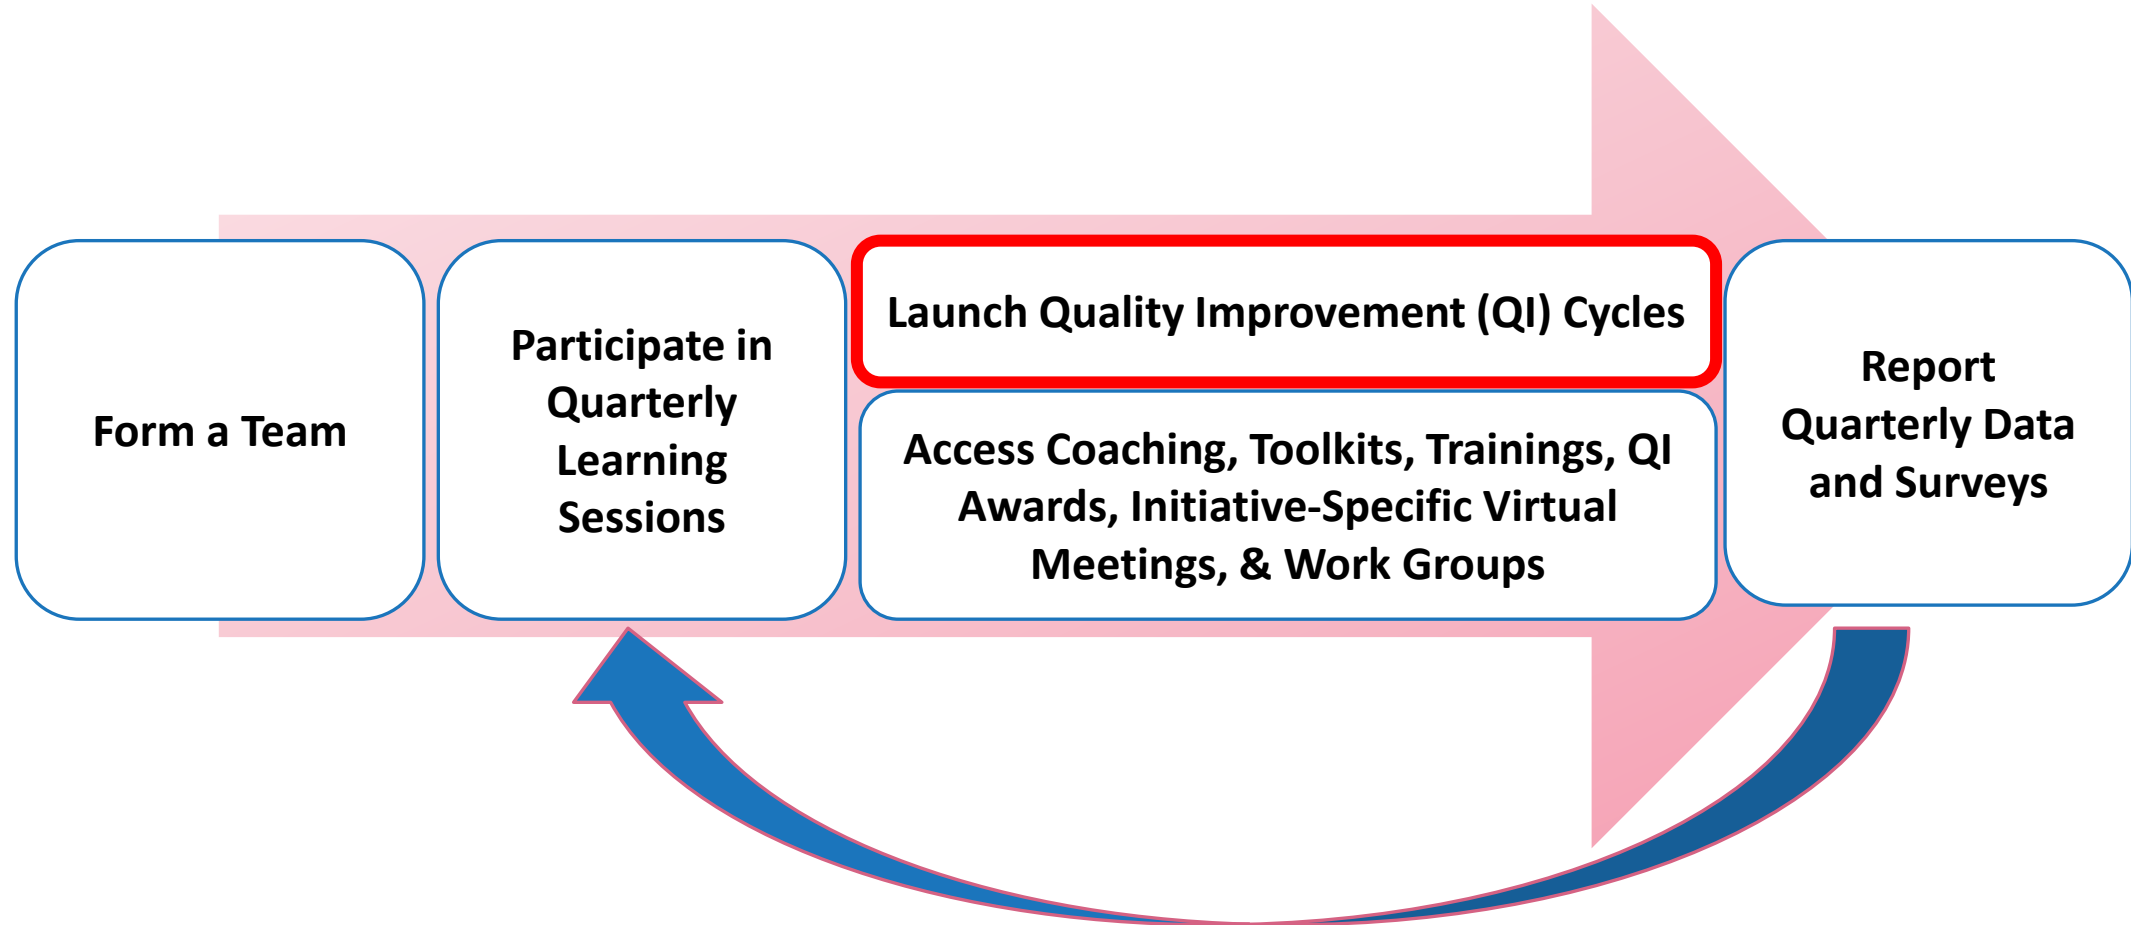 Form a Team
Participate in
Quarterly
Learning
Sessions
Launch Quality Improvement (QI) Cycles
Access Coaching, Toolkits, Trainings, QI
Awards, Initiative-Specific Virtual
Meetings, & Work Groups
Report
Quarterly Data
and Surveys